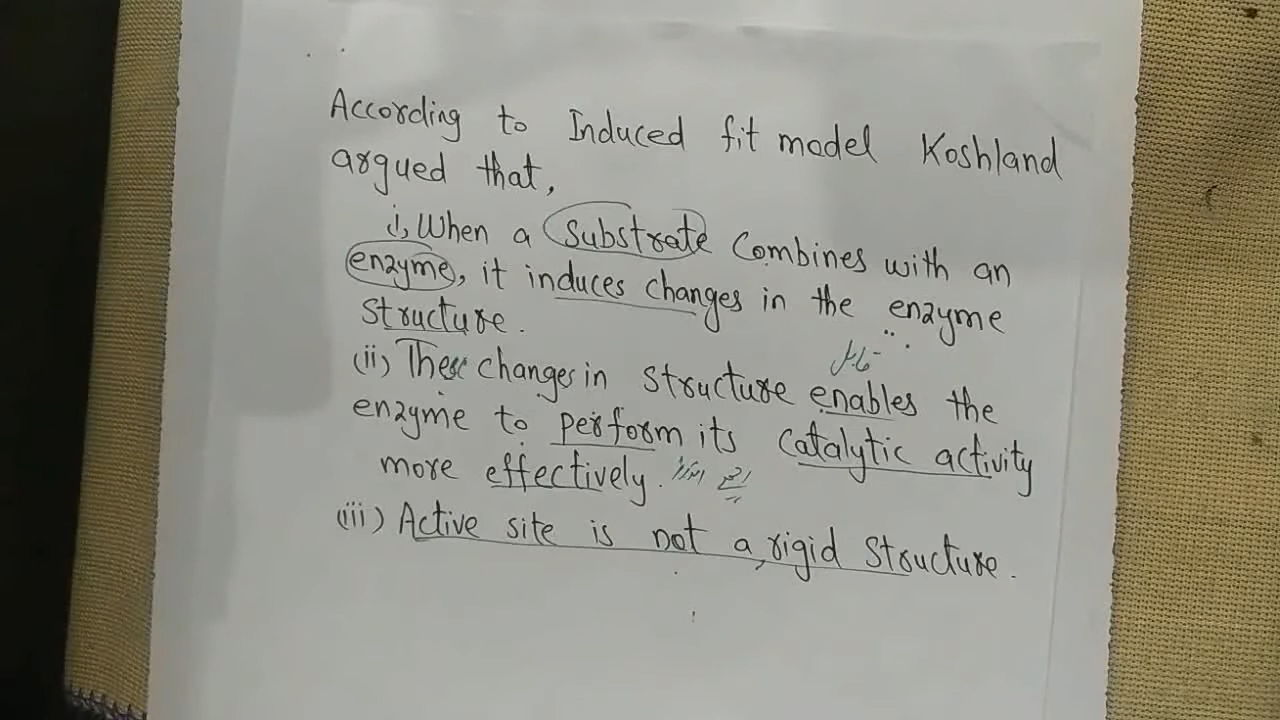 According to Induced fit model Koshland
argued that,
i, When a Substrate Combines with an
enzyme, it induces changes in the enzyme
Structure.
(ii) These changes in Structure enables the
enzyme to perform its Catalytic activity
more effectively.
(iii) Active site is not a rigid Structure.